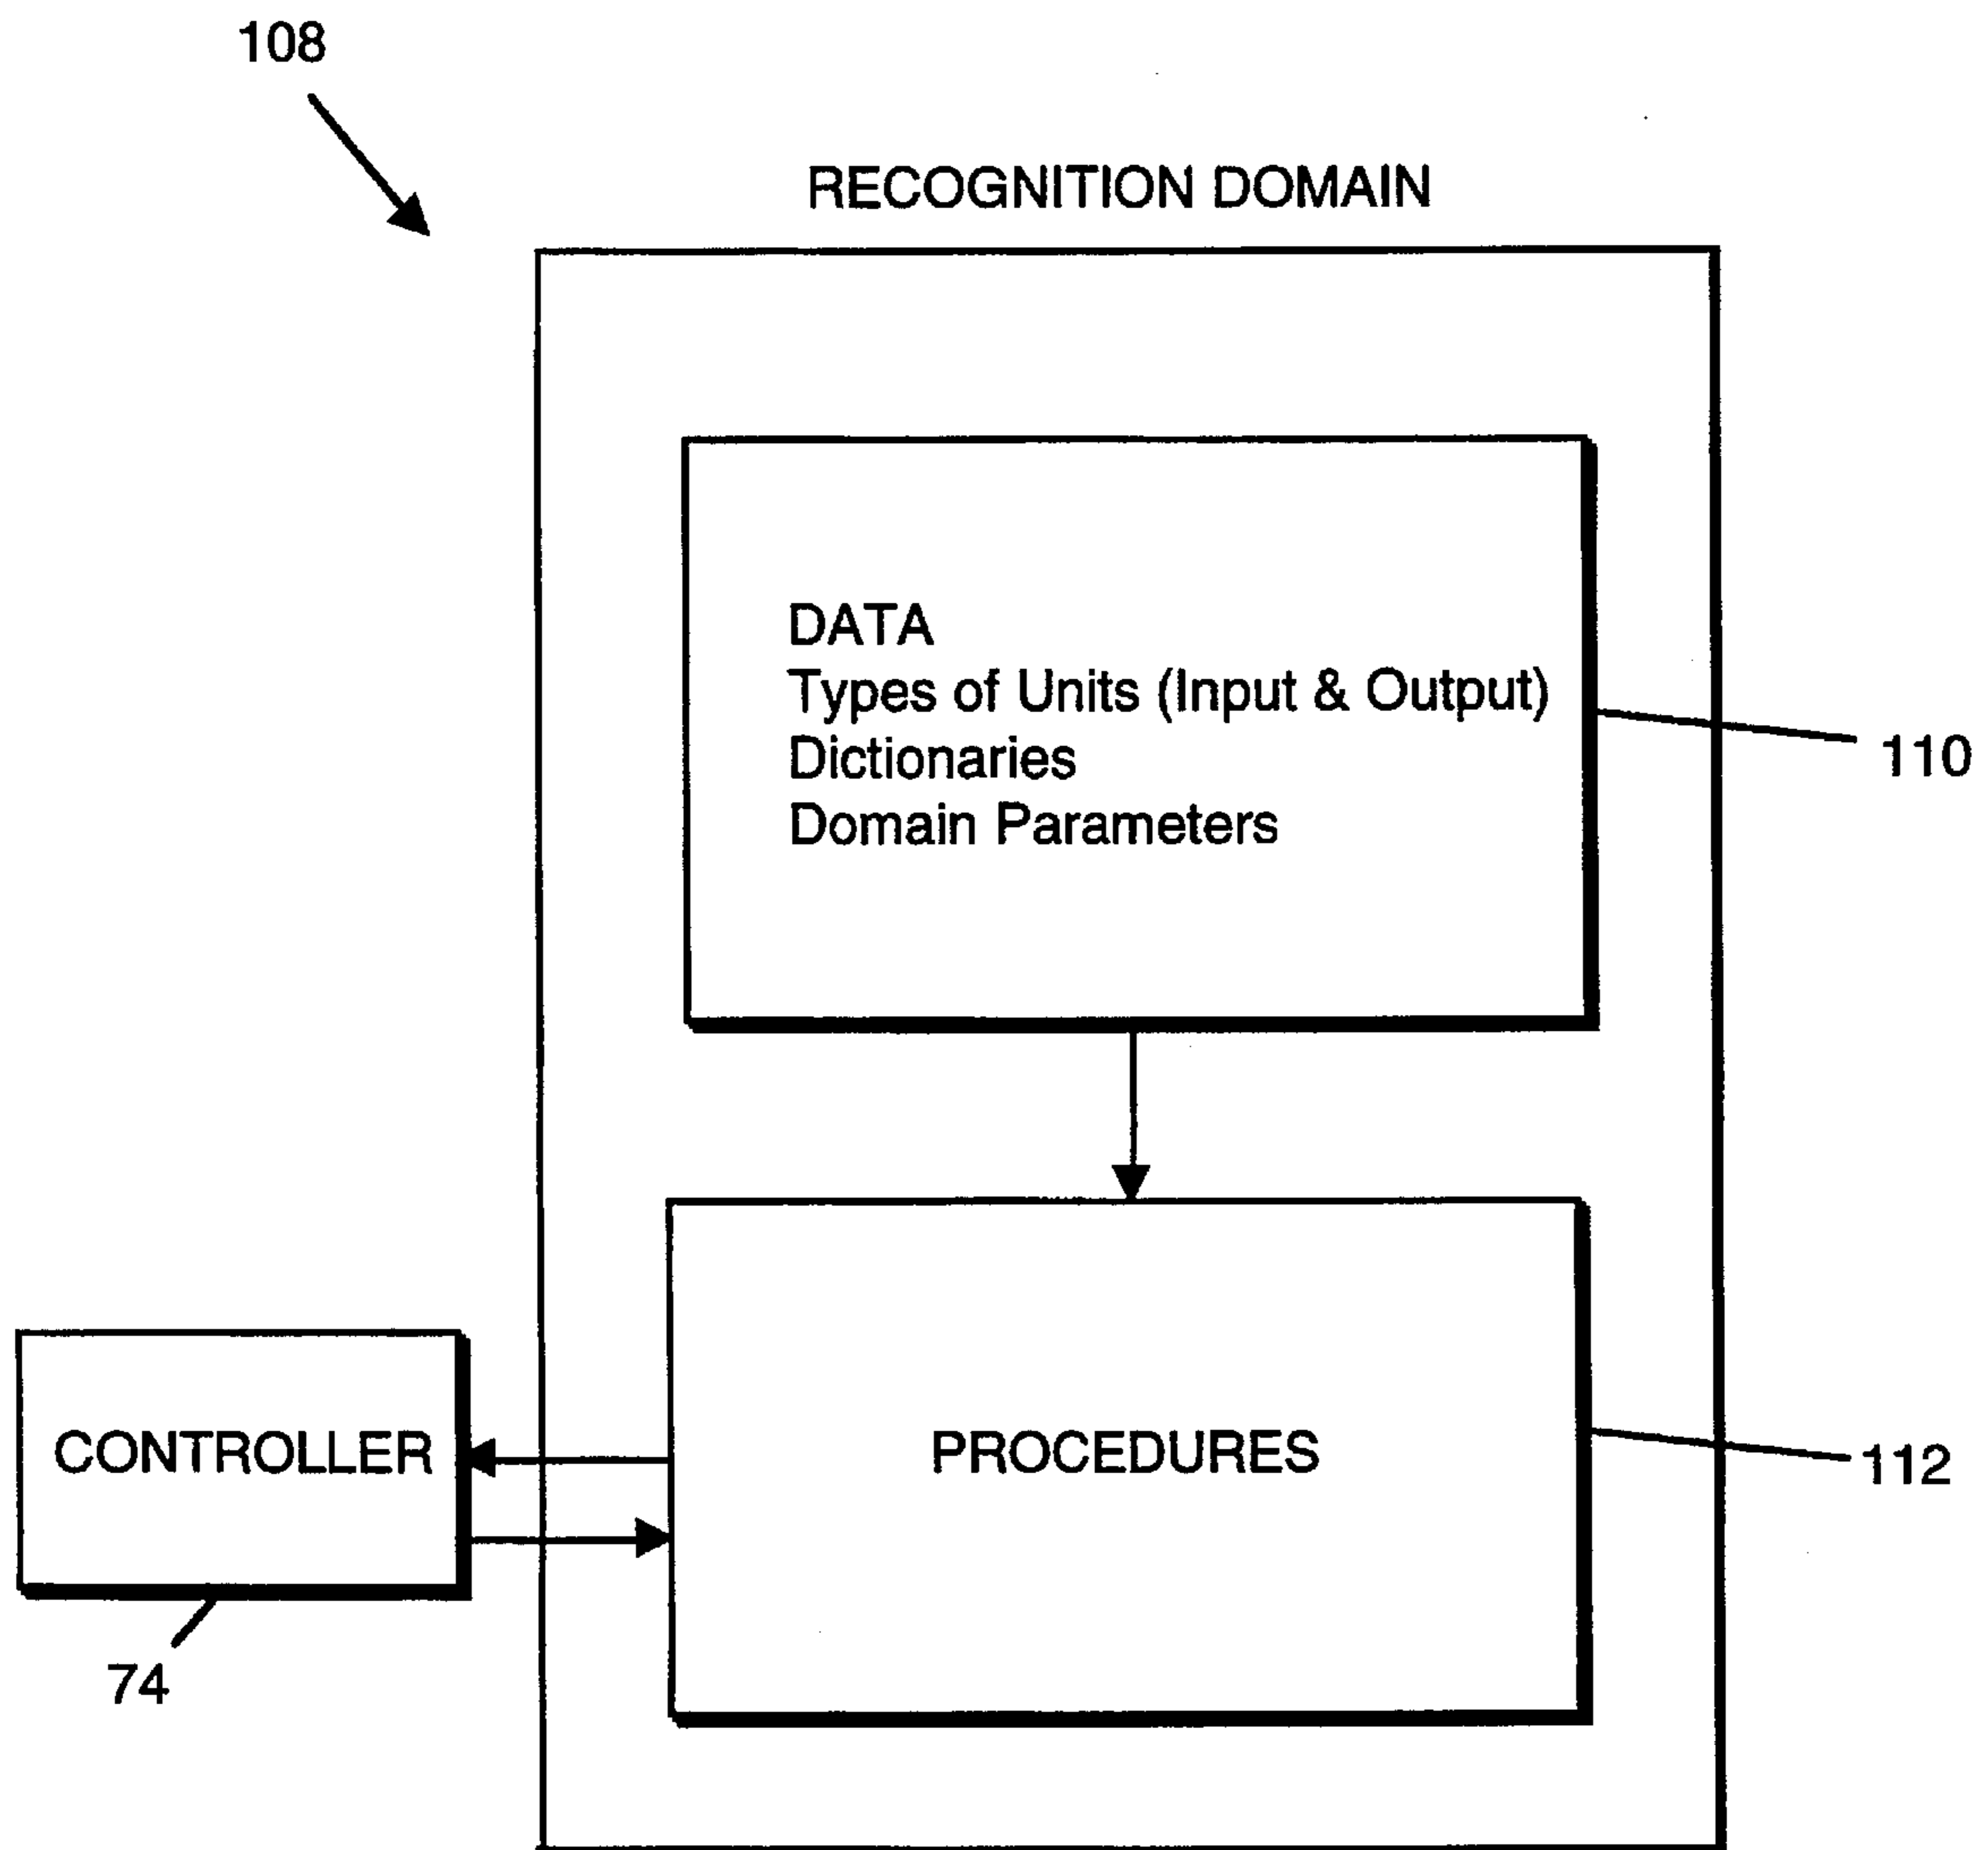 108
RECOGNITION DOMAIN
DATA
Types of Units (Input & Output)
Dictionaries
Domain Parameters
110
CONTROLLER
PROCEDURES
112
74